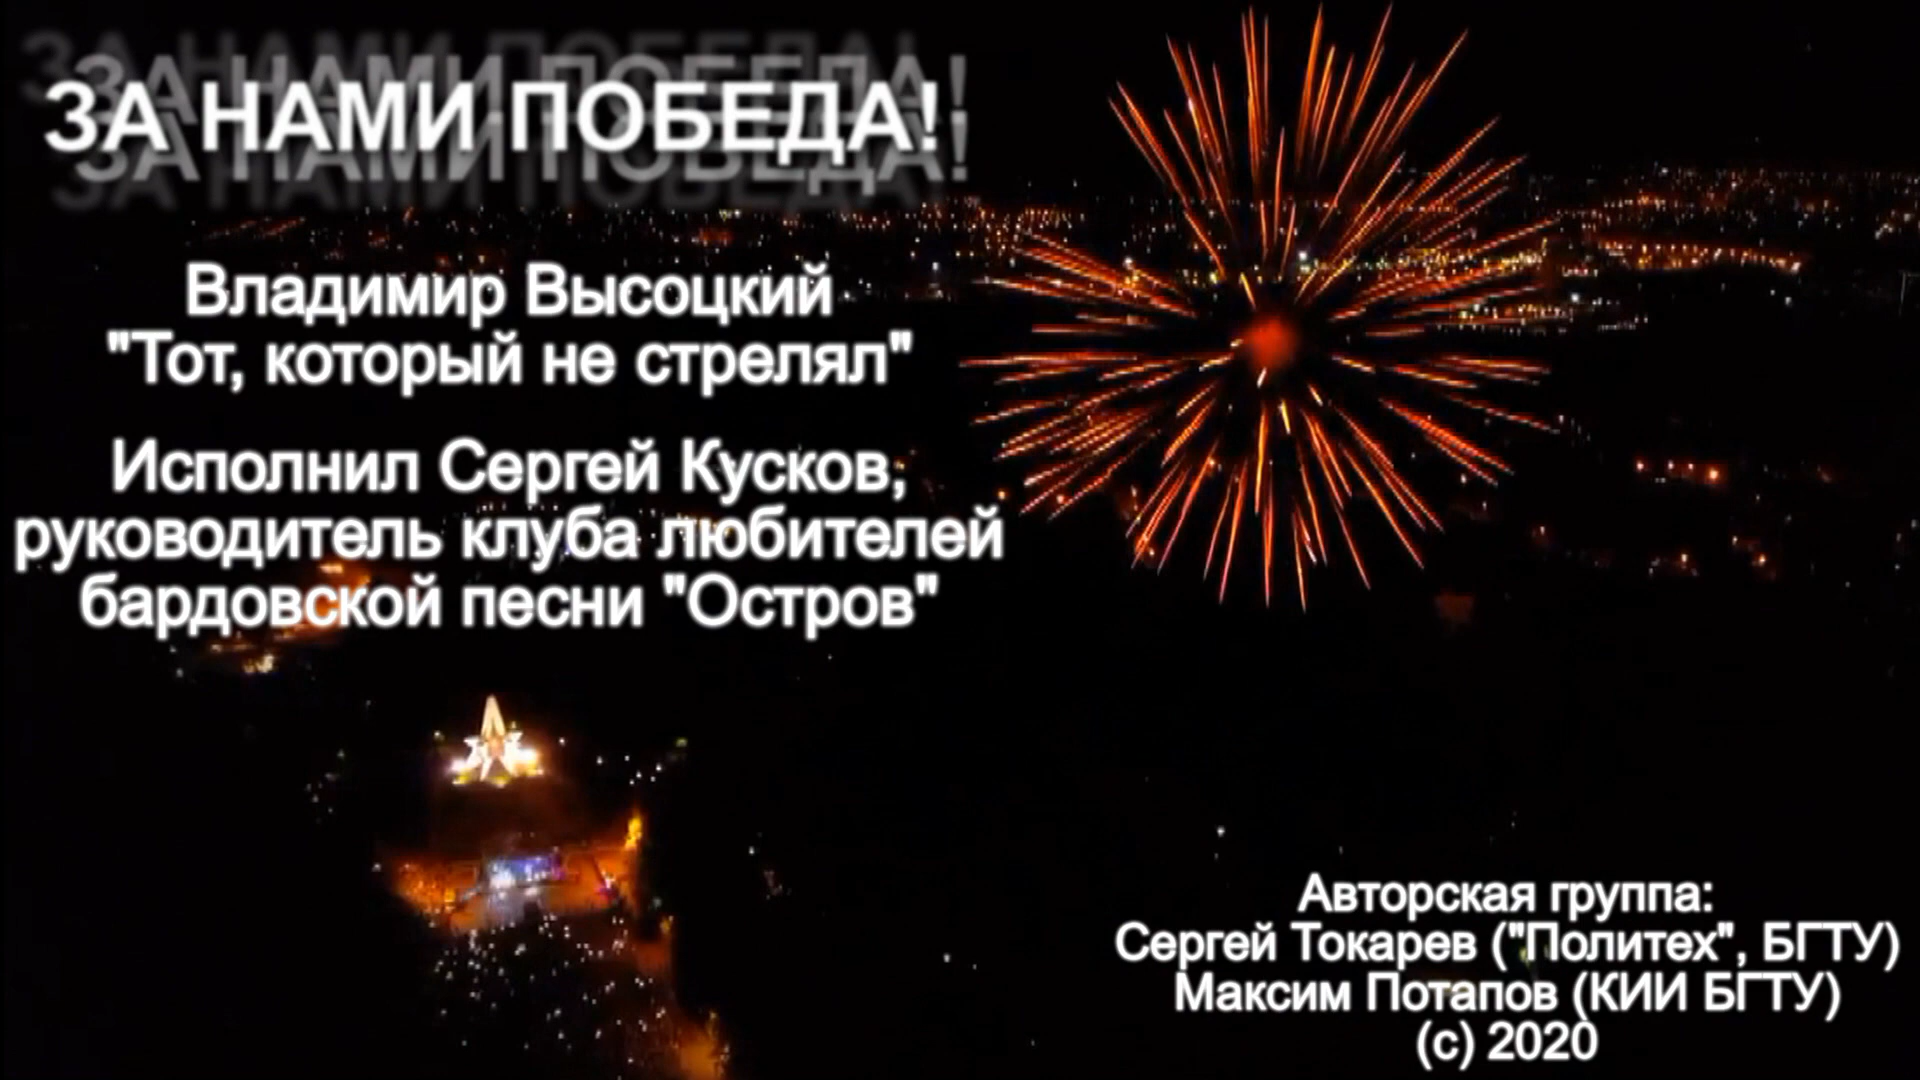 ЗА НАМИ ПОБЕДА!
Владимир Высоцкий
"Тот, который не стрелял"
Исполнил Сергей Кусков,
руководитель клуба любителей
бардовской песни "Остров"
Авторская группа:
Сергей Токарев ("Политех", БГТУ)
Максим Потапов (КИИ БГТУ)
(с) 2020